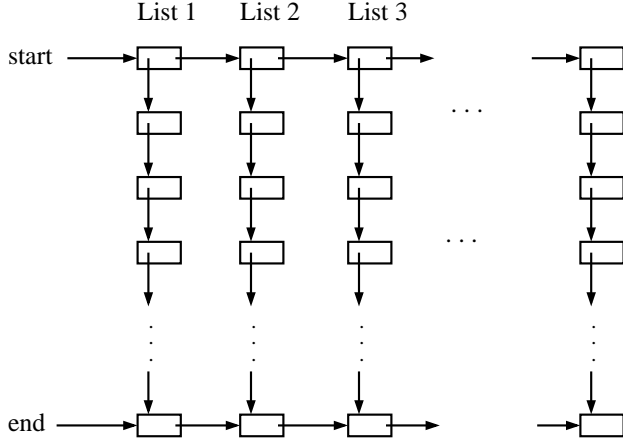 List 1 List 2 List 3
start
. . .
. . .
end